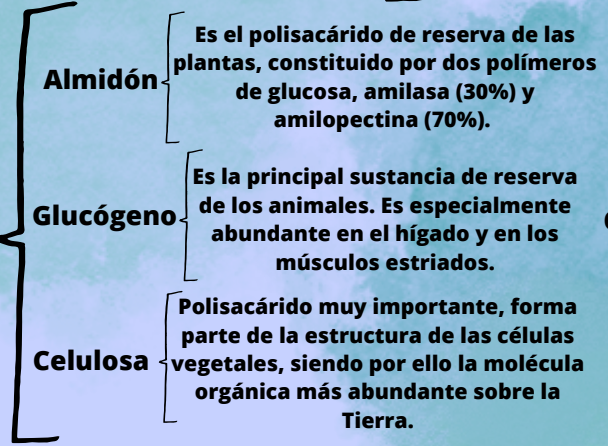 Almidón
Es el polisacárido de reserva de las
plantas, constituido por dos polímeros
de glucosa, amilasa (30%) y
amilopectina (70%).
Glucógeno
Es la principal sustancia de reserva
de los animales. Es especialmente
abundante en el hígado y en los
músculos estriados.
Celulosa
Polisacárido muy importante, forma
parte de la estructura de las células
vegetales, siendo por ello la molécula
orgánica más abundante sobre la
Tierra.